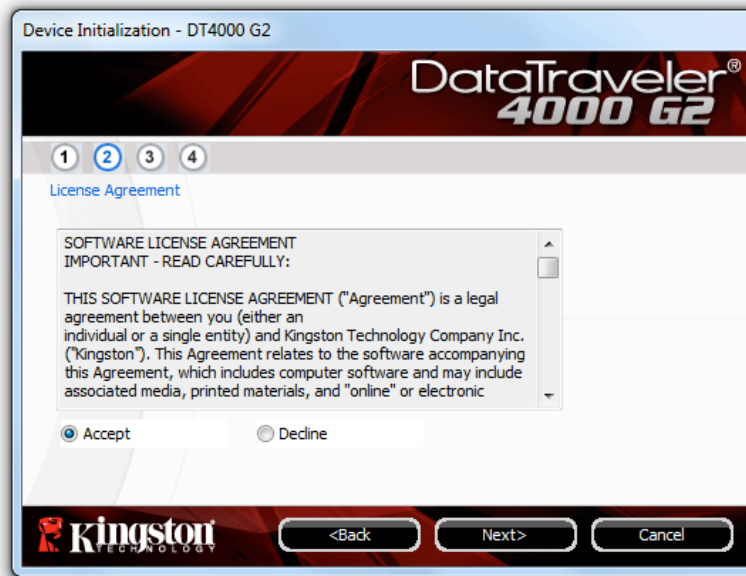 Device Initialization - DT4000 G2
DataTraveler®
4000 G2
1 2 3 4
License Agreement
SOFTWARE LICENSE AGREEMENT
IMPORTANT - READ CAREFULLY:
THIS SOFTWARE LICENSE AGREEMENT ("Agreement") is a legal
agreement between you (either an
individual or a single entity) and Kingston Technology Company Inc.
("Kingston"). This Agreement relates to the software accompanying
this Agreement, which includes computer software and may include
associated media, printed materials, and "online" or electronic
Accept Decline
Kingston
TECHNOLOGY
<Back Next> Cancel